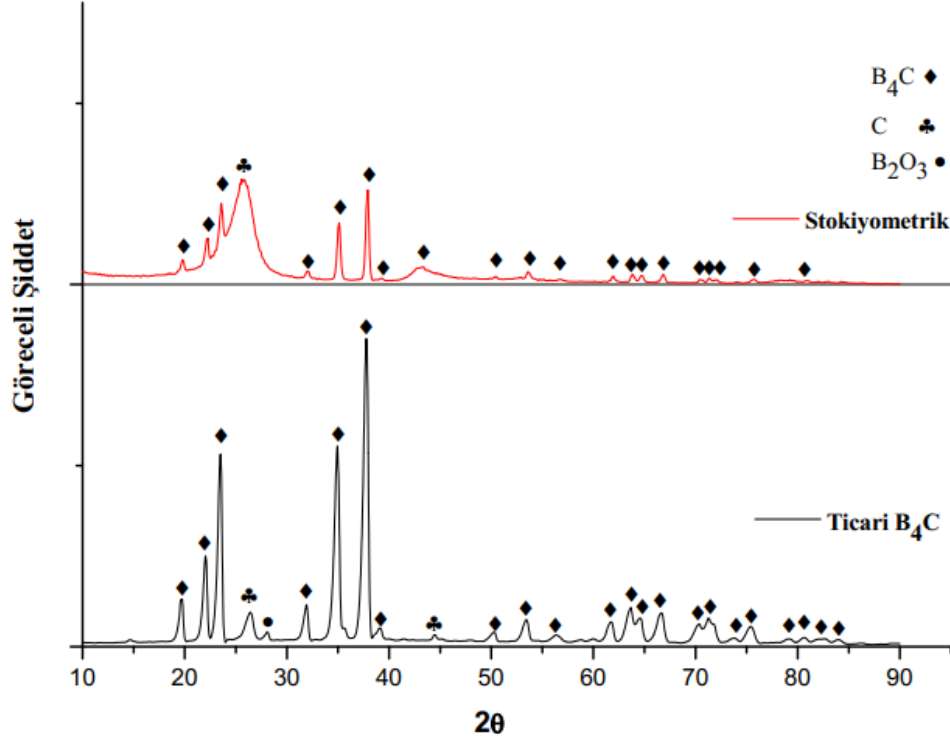 B4C ♦
C ♣
B2O3 ●
Stokiyometrik
Göreceli Şiddet
Ticari B4C
10 20 30 40 50 60 70 80 90
2θ